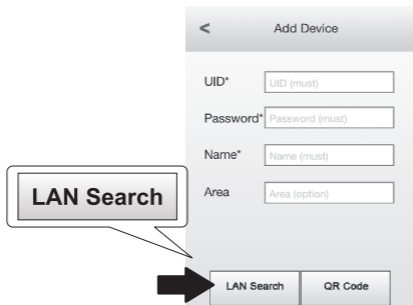 < Add Device
UID* UID (must)
Password* Password (must)
Name* Name (must)
Area Area (option)
LAN Search
LAN Search QR Code